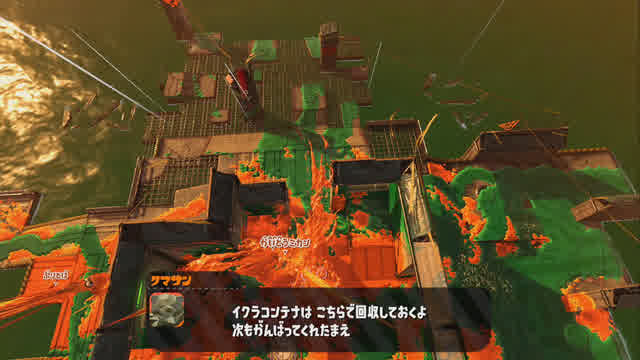 クマサン
イクラコンテナは こちらで回収しておくよ
次もがんばってくれたまえ